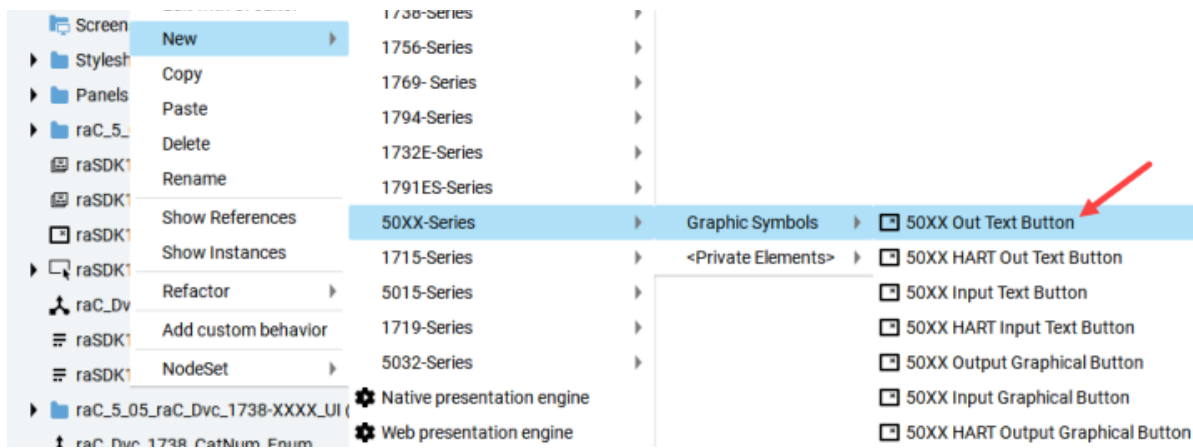 Screen
Stylesh
Panels
raC_5_
raSDK1
raSDK1
raSDK1
raSDK1
raC_Dv
raSDK1
raSDK1
raC_5_05_raC_Dvc_1738-XXXX_UI (
raC_Dvc_1738_CatNum_Enum
New
Copy
Paste
Delete
Rename
Show References
Show Instances
Refactor
Add custom behavior
NodeSet
1738-Series
1756-Series
1769- Series
1794-Series
1732E-Series
1791ES-Series
50XX-Series
1715-Series
5015-Series
1719-Series
5032-Series
Native presentation engine
Web presentation engine
Graphic Symbols
<Private Elements>
50XX Out Text Button
50XX HART Out Text Button
50XX Input Text Button
50XX HART Input Text Button
50XX Output Graphical Button
50XX Input Graphical Button
50XX HART Output Graphical Button